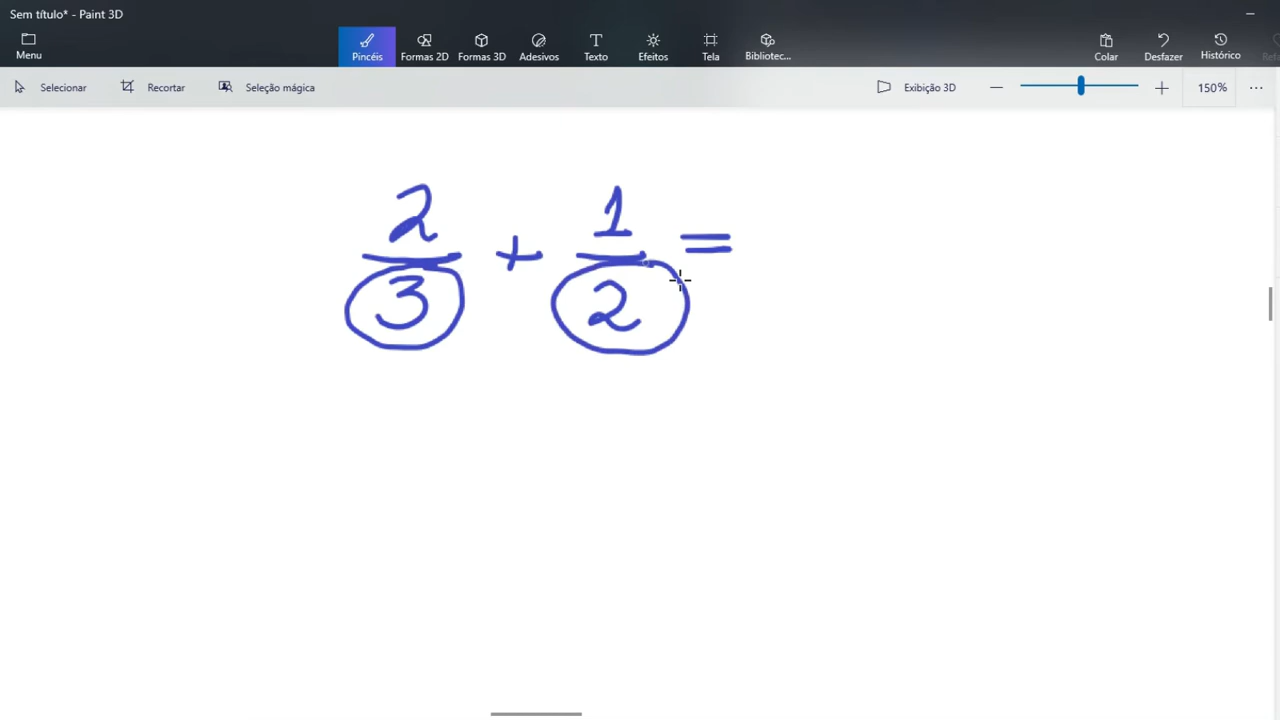 Sem título* - Paint 3D
Menu
Pincéis Formas 2D Formas 3D Adesivos Texto Efeitos Tela Bibliotec... Colar Desfazer Histórico
Selecionar Recortar Seleção mágica Exibição 3D 150%
2/3 + 1/2 =